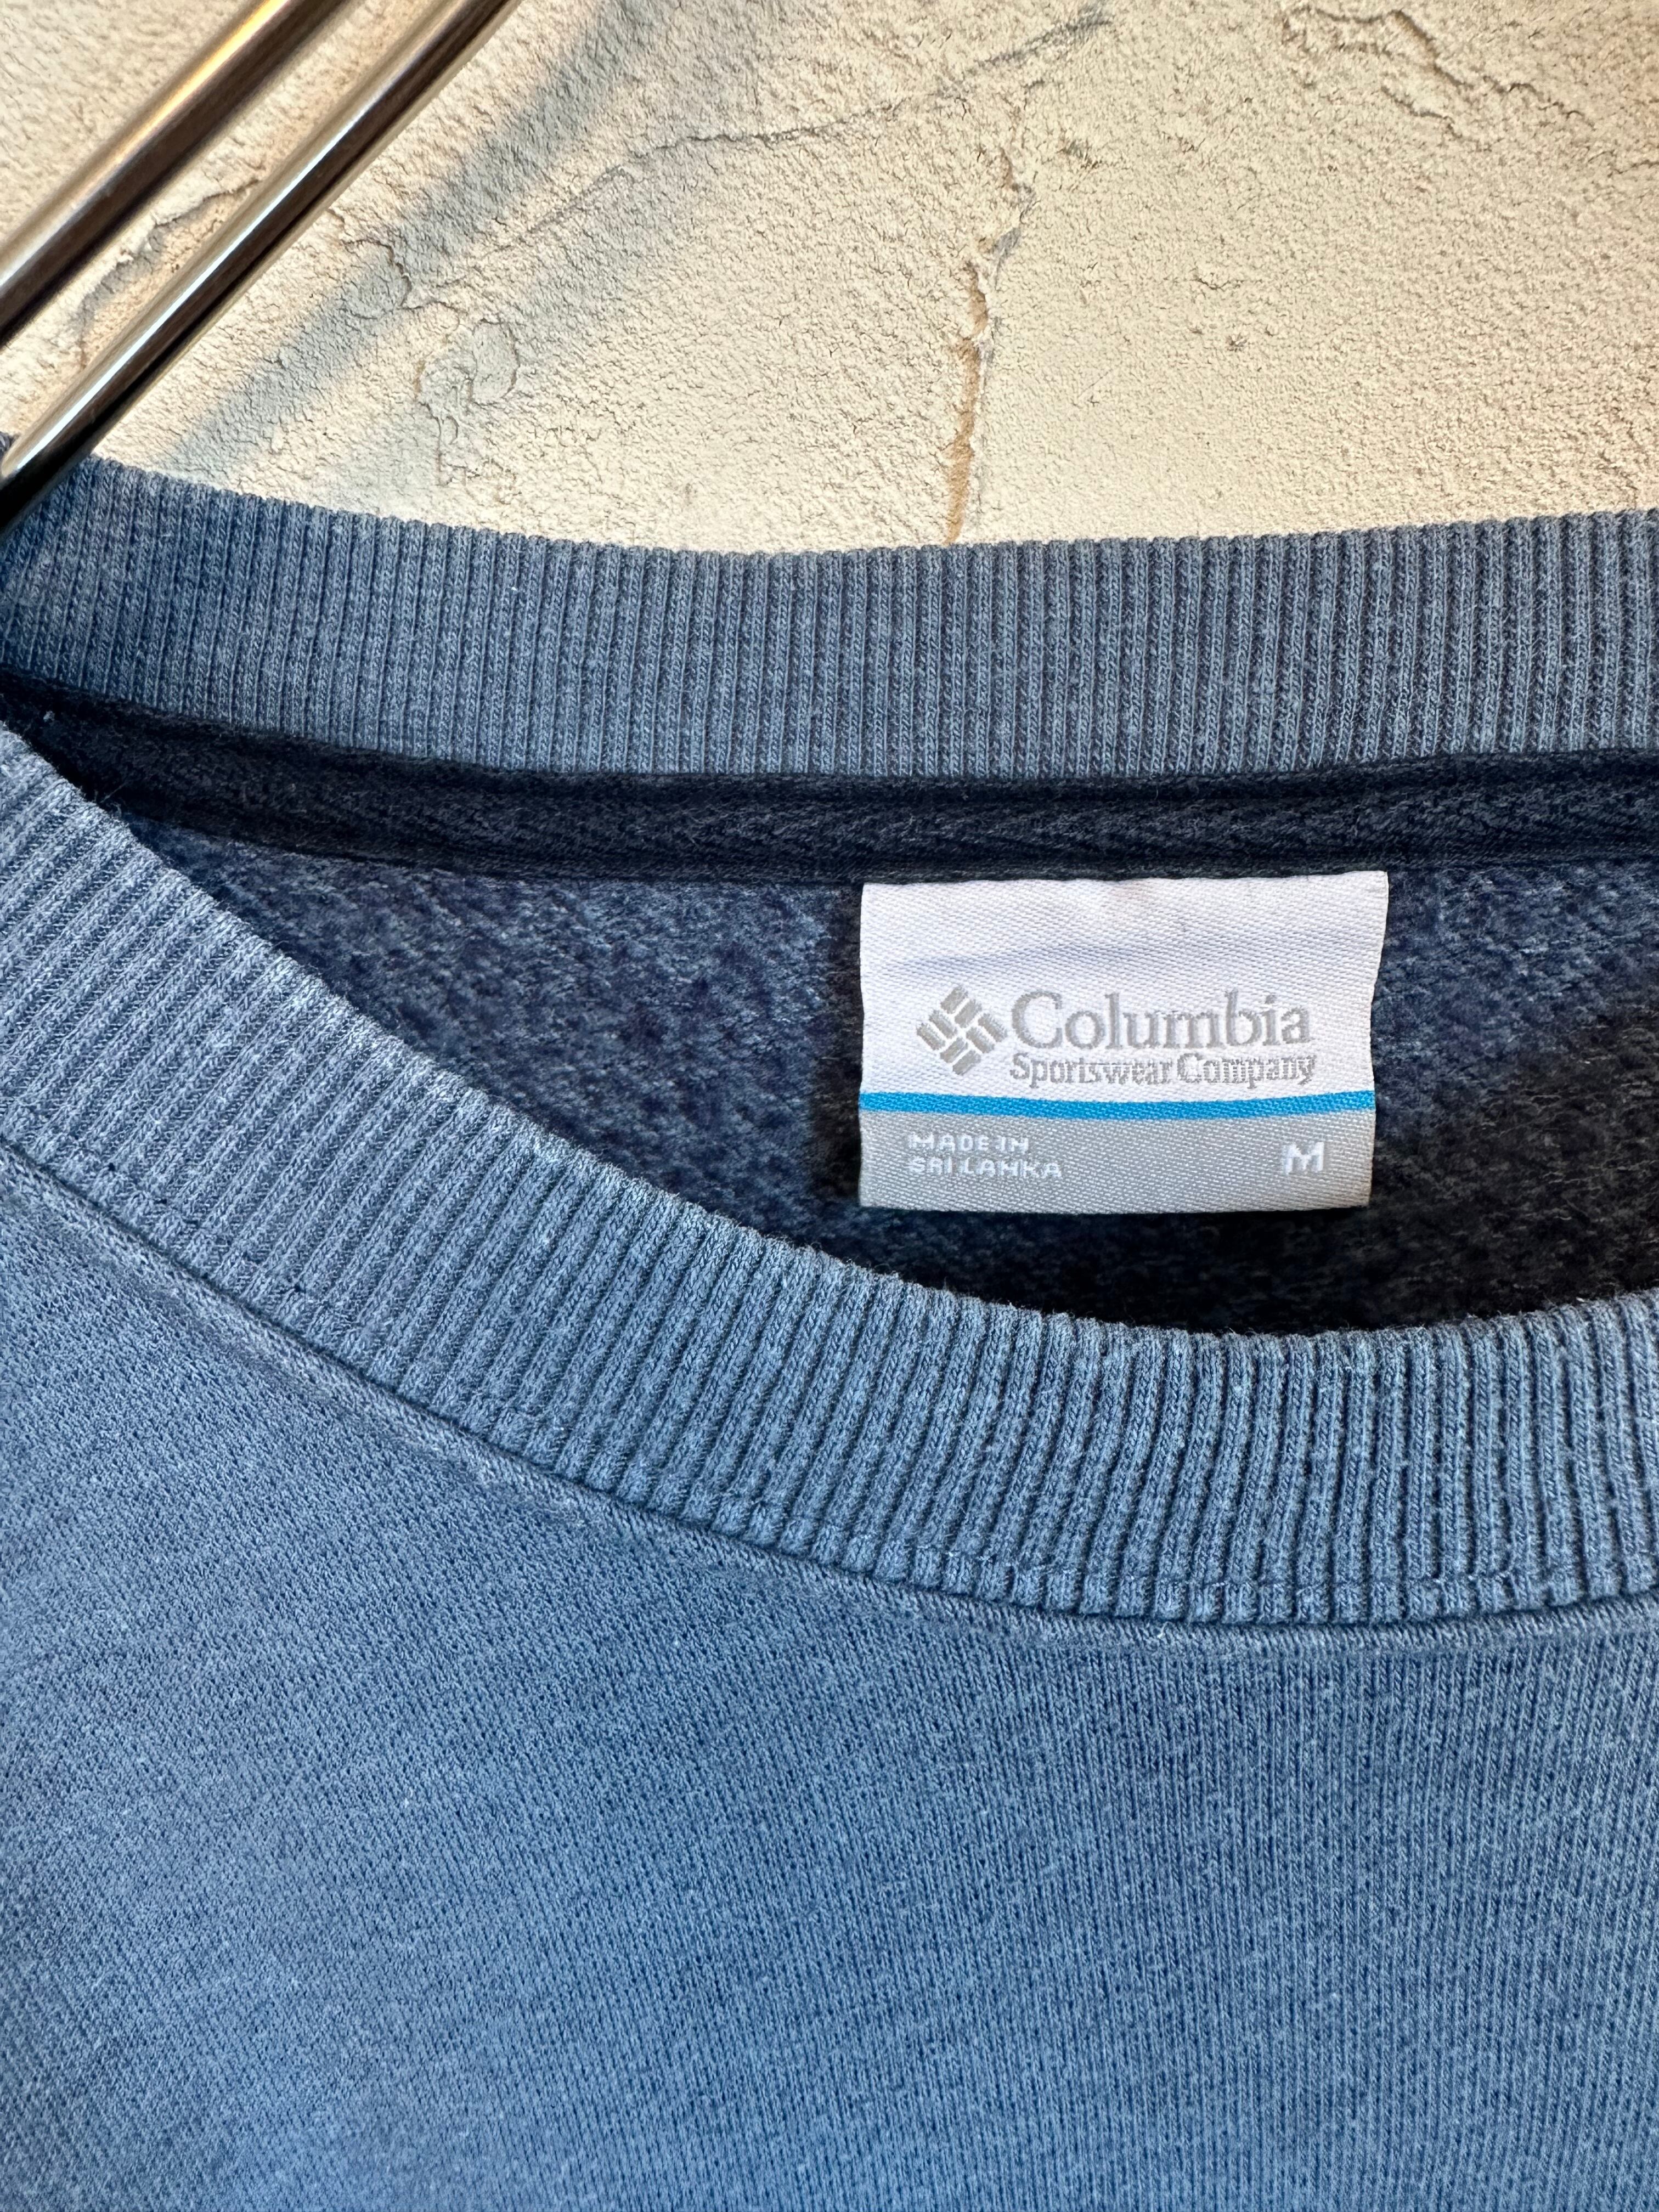 Columbia
Sportswear Company
MADE IN
SRI LANKA
M